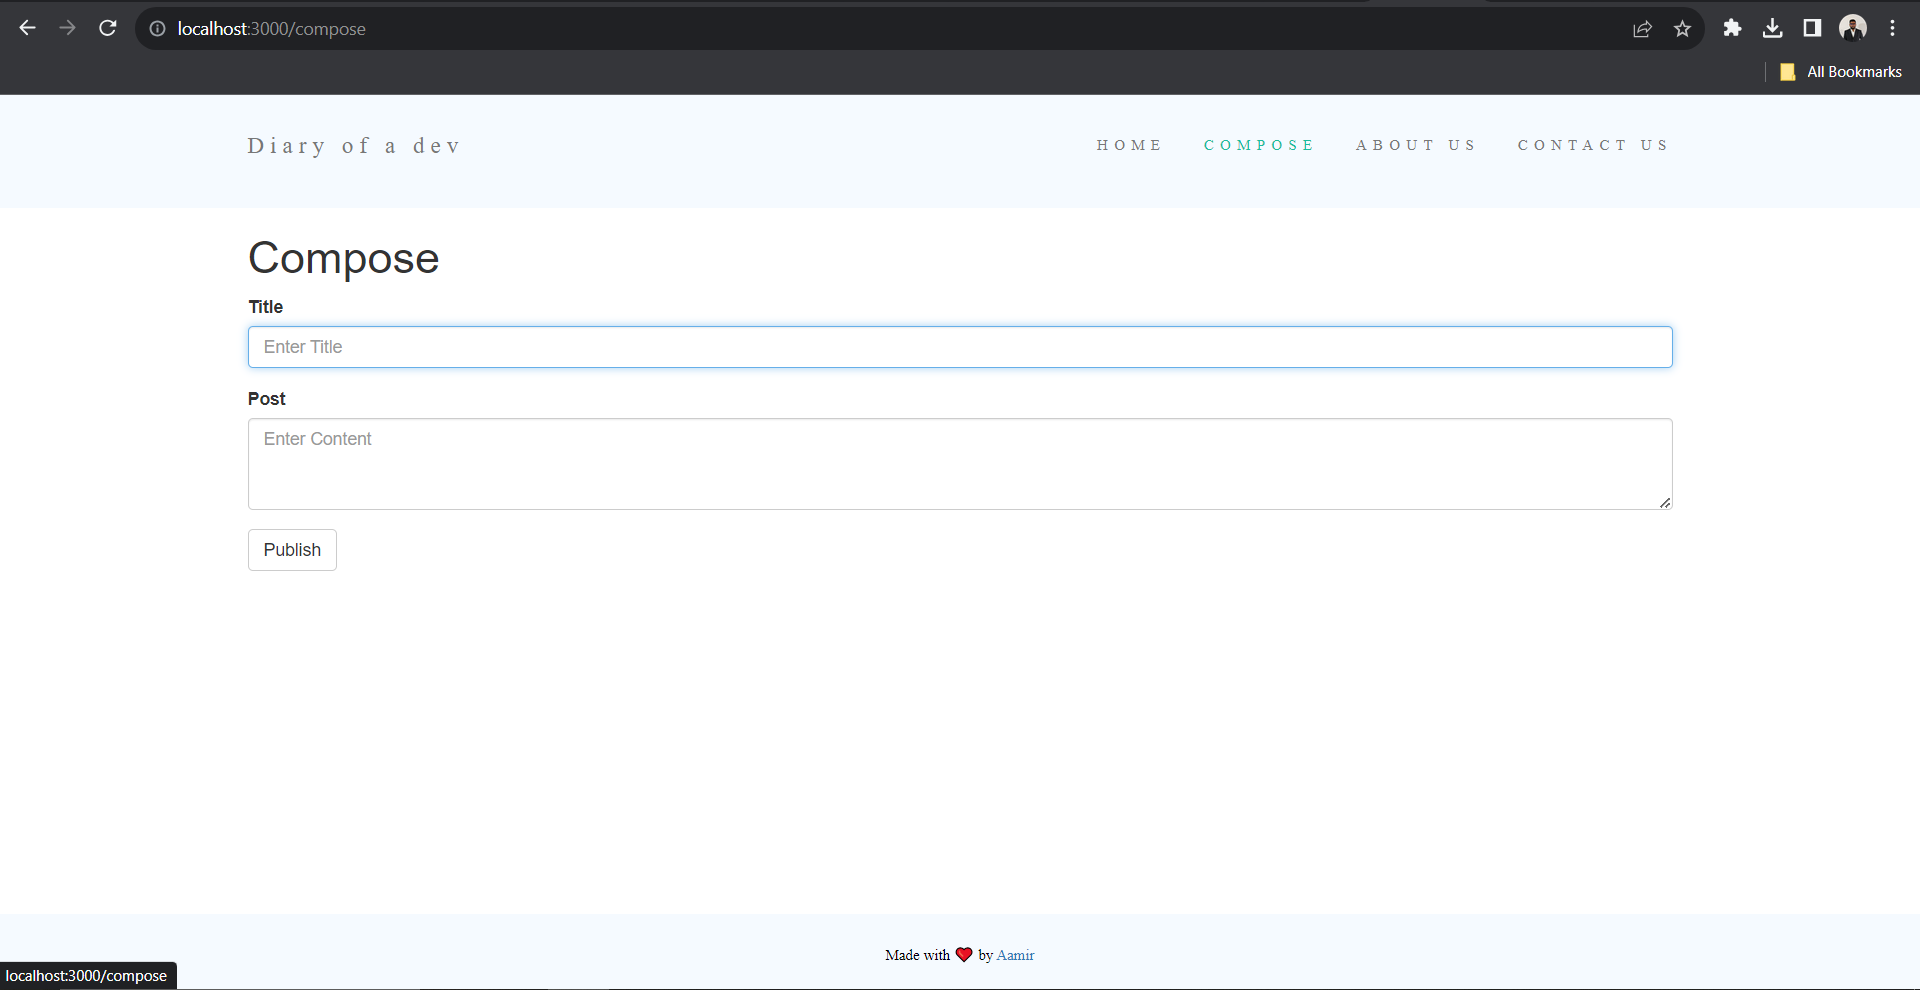 localhost:3000/compose
All Bookmarks
Diary of a dev
HOME COMPOSE ABOUT US CONTACT US
Compose
Title
Enter Title
Post
Enter Content
Publish
Made with ❤️ by Aamir
localhost:3000/compose